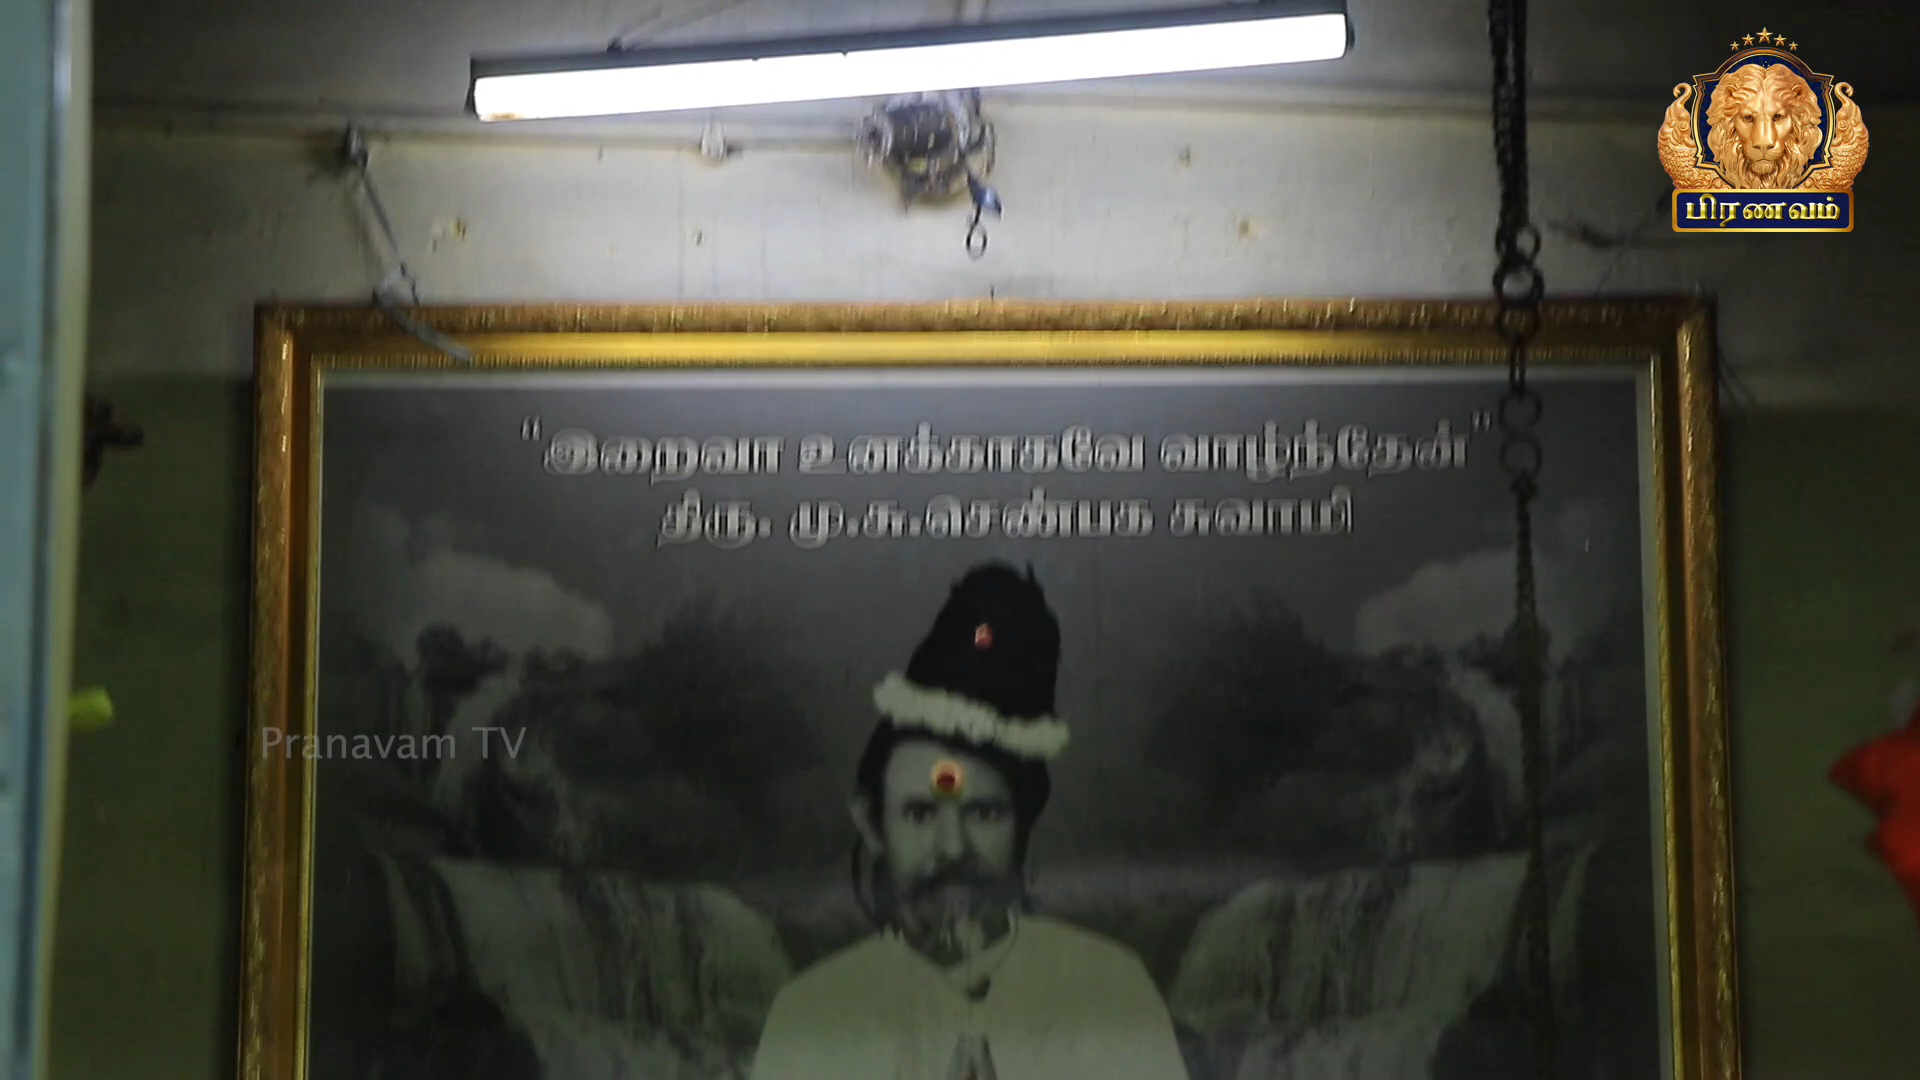 பிரணவம்
"இறைவா உனக்காகவே வாழ்ந்தேன்"
திரு. மு.சு.செண்பக சுவாமி
Pranavam TV